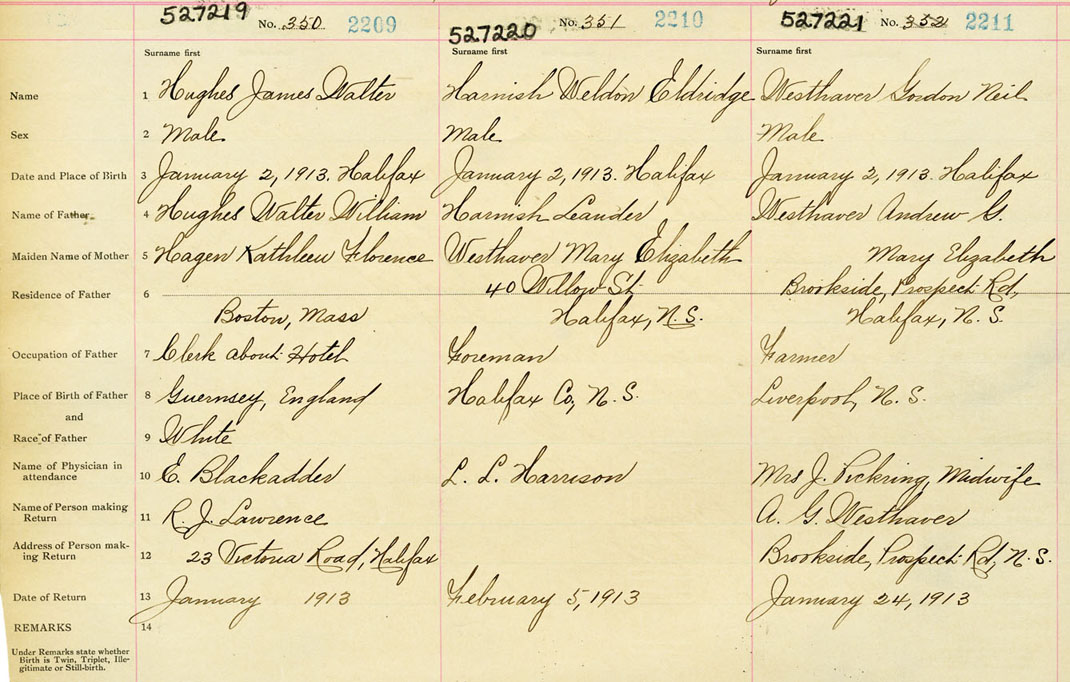 527219 No. 350 2209 527220 No. 351 2210 527221 No. 352 2211
Surname first Surname first Surname first
Name 1 Hughes James Walter Harnish Weldon Eldridge Westhaver Gordon Neil
Sex 2 Male Male Male
Date and Place of Birth 3 January 2, 1913. Halifax January 2, 1913. Halifax January 2, 1913. Halifax
Name of Father 4 Hughes Walter William Harnish Leander Westhaver Andrew G.
Maiden Name of Mother 5 Hagen Kathleen Florence Westhaver Mary Elizabeth Mary Elizabeth
40 Willow St. Brookside, Prospect Rd,
Residence of Father 6
Boston, Mass Halifax, N.S. Halifax, N.S.
Occupation of Father 7 Clerk about Hotel Foreman Farmer
Place of Birth of Father 8 Guernsey, England Halifax Co, N.S. Liverpool, N.S.
and
Race of Father 9 White
Name of Physician in
attendance 10 E. Blackadder L. L. Harrison Mrs J. Pickring, Midwife
Name of Person making
Return 11 R. J. Lawrence A. G. Westhaver
Address of Person mak-
ing Return 12 23 Victoria Road, Halifax Brookside, Prospect Rd, N.S.
Date of Return 13 January 1913 February 5, 1913 January 24, 1913
REMARKS 14
Under Remarks state whether
Birth is Twin, Triplet, Ille-
gitimate or Still-birth.